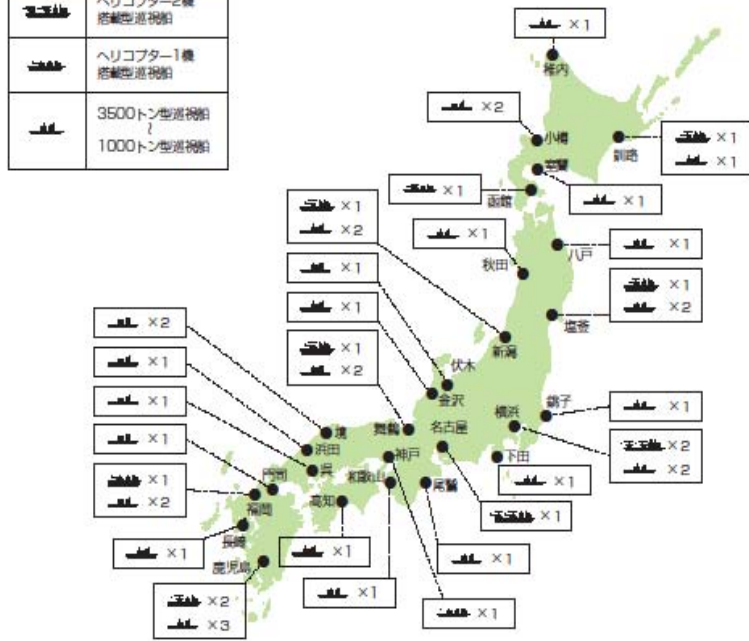 ヘリコプター2機
搭載型巡視船
ヘリコプター1機
搭載型巡視船
3500トン型巡視船
～
1000トン型巡視船
×1
稚内
×2
小樽
×1
×1
釧路
室蘭
×1
×1
函館
×1
×2
×1
秋田
×1
八戸
×1
×1
×2
塩釜
×1
新潟
×1
×2
伏木
金沢
×2
×1
×1
×1
×1
×2
境
浜田
呉
門司
福岡
長崎
×1
鹿児島
×2
×3
舞鶴
名古屋
横浜
銚子
×1
×2
×2
神戸
和歌山
尾鷲
下田
×1
×1
高知
×1
×1
×1
×1